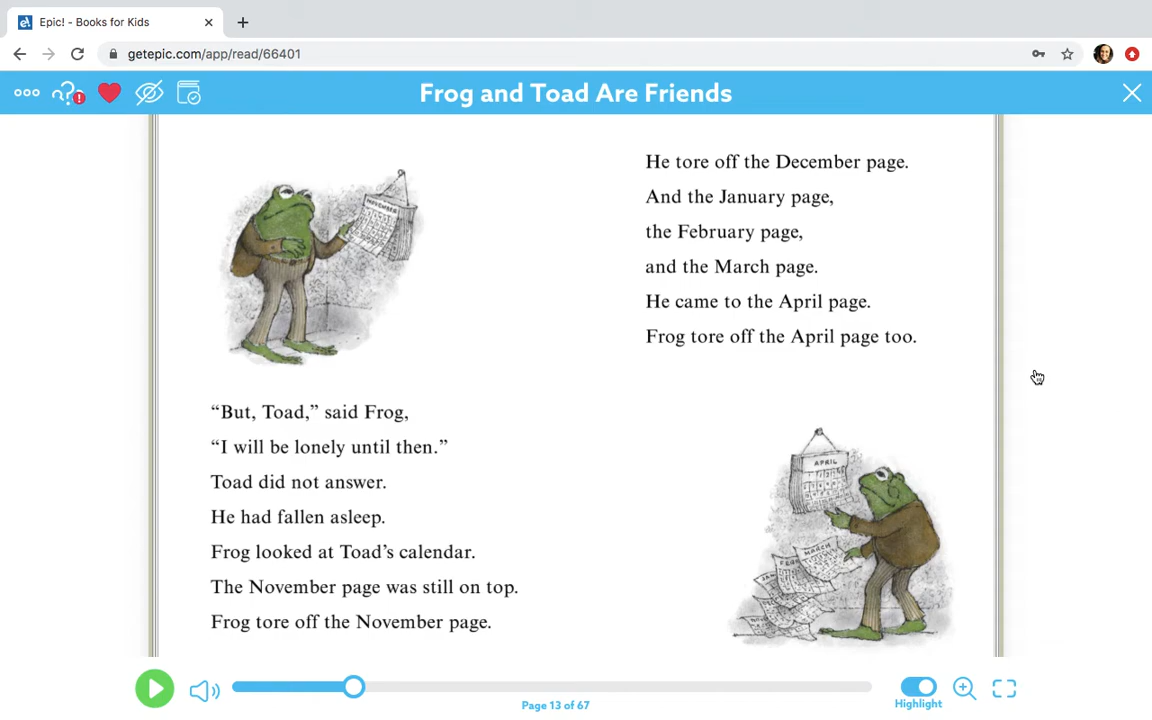 Epic! - Books for Kids
getepic.com/app/read/66401
Frog and Toad Are Friends
NOVEMBER
“But, Toad,” said Frog,
“I will be lonely until then.”
Toad did not answer.
He had fallen asleep.
Frog looked at Toad’s calendar.
The November page was still on top.
Frog tore off the November page.
He tore off the December page.
And the January page,
the February page,
and the March page.
He came to the April page.
Frog tore off the April page too.
APRIL
MARCH
Page 13 of 67
Highlight